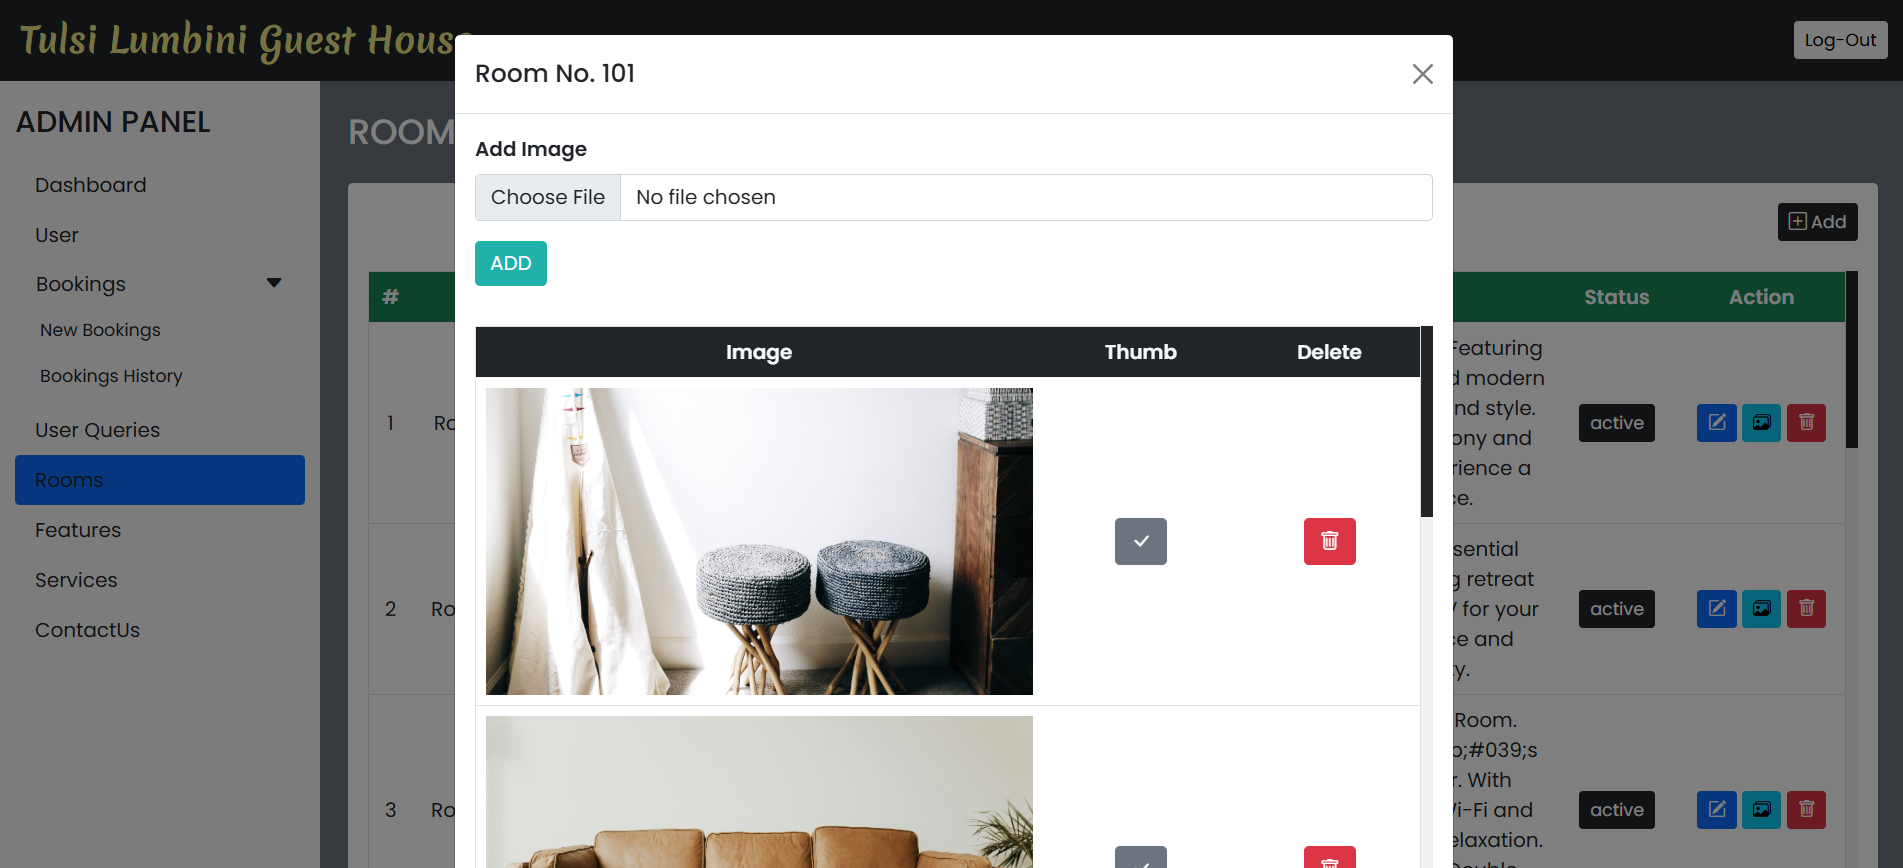 Tulsi Lumbini Guest House
Log-Out
Room No. 101
ADMIN PANEL
ROOM
Add Image
Choose File No file chosen
ADD
Dashboard
User
Bookings
New Bookings
Bookings History
User Queries
Rooms
Features
Services
ContactUs
Add
# Status Action
Image Thumb Delete
Featuring
modern
nd style.
1 Ro active
ony and
rience a
ce.
sential
g retreat
2 Ro for your active
ce and
y.
Room.
p;#039;s
r. With
3 Ro i-Fi and active
elaxation.